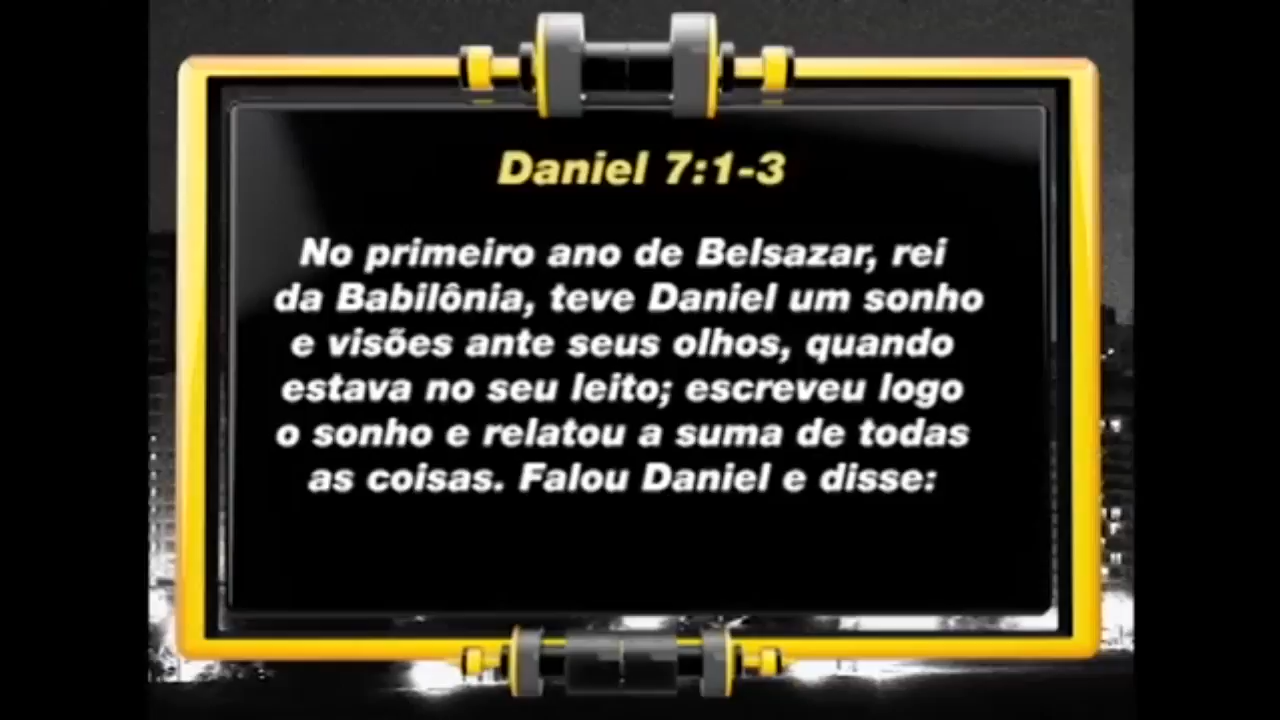 Daniel 7:1-3
No primeiro ano de Belsazar, rei
da Babilônia, teve Daniel um sonho
e visões ante seus olhos, quando
estava no seu leito; escreveu logo
o sonho e relatou a suma de todas
as coisas. Falou Daniel e disse: